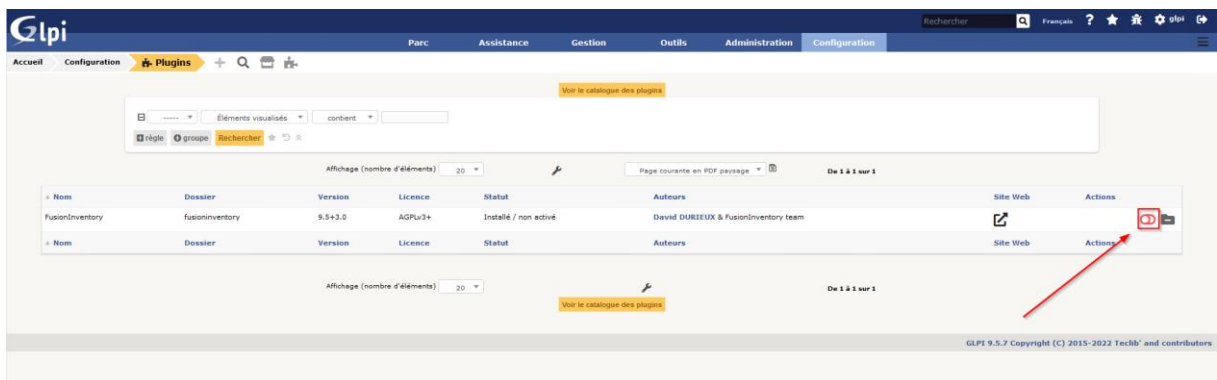 Glpi
Rechercher Français ? glpi
Parc Assistance Gestion Outils Administration Configuration
Accueil Configuration Plugins
Voir le catalogue des plugins
----- Éléments visualisés contient
règle groupe Rechercher
Affichage (nombre d'éléments) 20 Page courante en PDF paysage De 1 à 1 sur 1
Nom Dossier Version Licence Statut Auteurs Site Web Actions
FusionInventory fusioninventory 9.5+3.0 AGPLv3+ Installé / non activé David DURIEUX & FusionInventory team
Nom Dossier Version Licence Statut Auteurs Site Web Actions
Affichage (nombre d'éléments) 20 De 1 à 1 sur 1
Voir le catalogue des plugins
GLPI 9.5.7 Copyright (C) 2015-2022 Teclib' and contributors